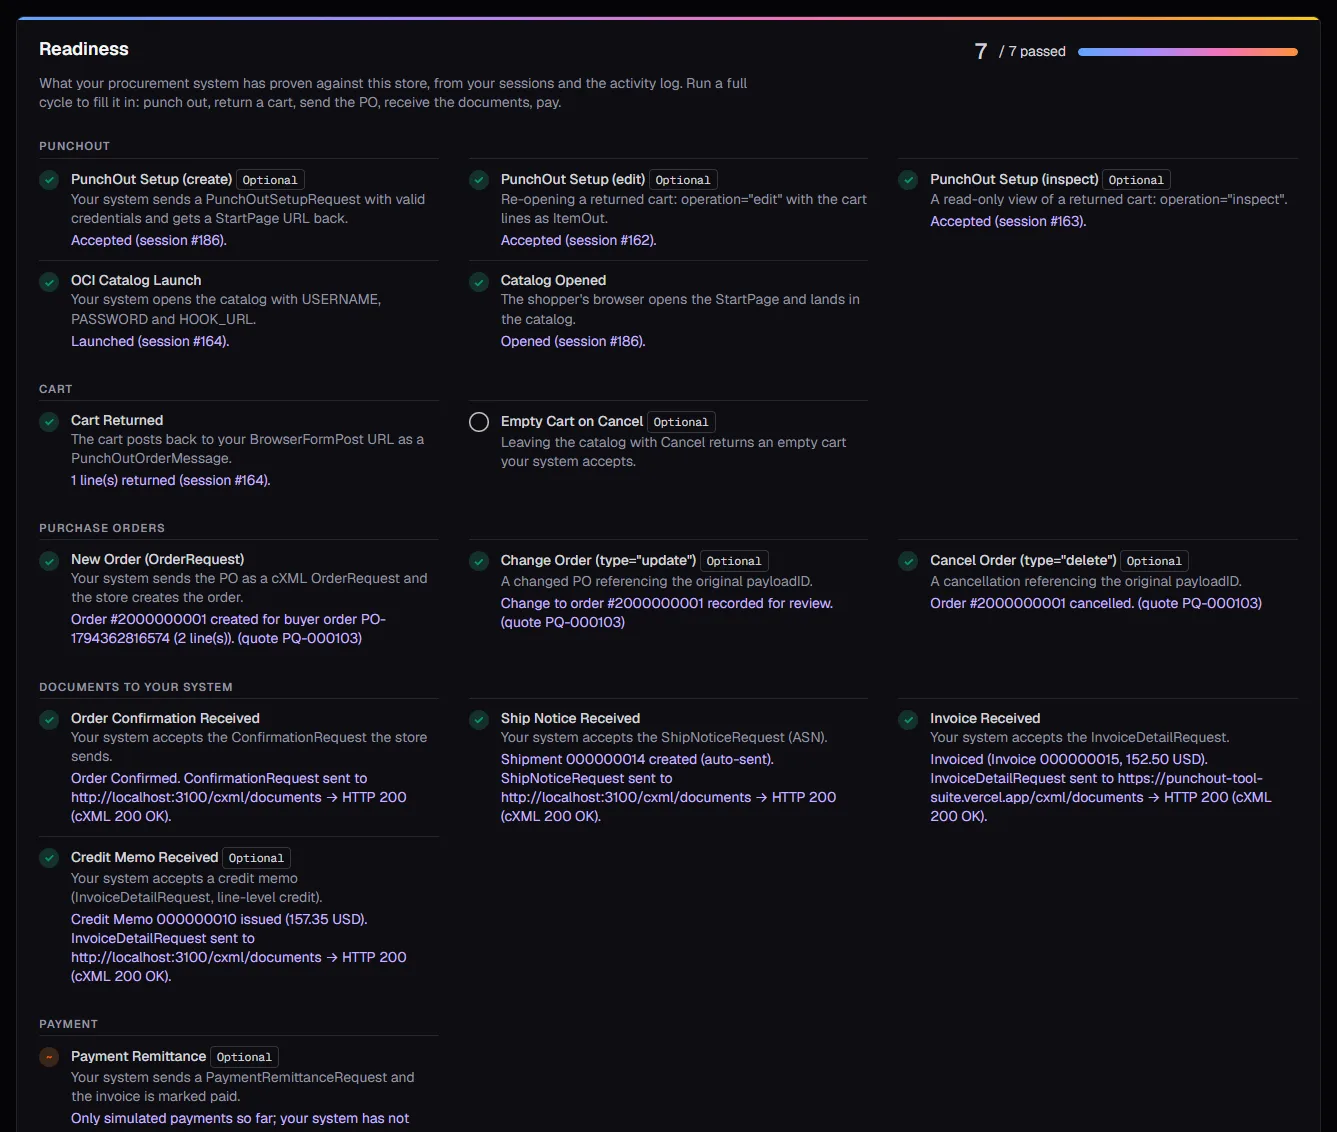 Readiness
7 / 7 passed
What your procurement system has proven against this store, from your sessions and the activity log. Run a full
cycle to fill it in: punch out, return a cart, send the PO, receive the documents, pay.
PUNCHOUT
PunchOut Setup (create) Optional
Your system sends a PunchOutSetupRequest with valid
credentials and gets a StartPage URL back.
Accepted (session #186).
PunchOut Setup (edit) Optional
Re-opening a returned cart: operation="edit" with the cart
lines as ItemOut.
Accepted (session #162).
PunchOut Setup (inspect) Optional
A read-only view of a returned cart: operation="inspect".
Accepted (session #163).
OCI Catalog Launch
Your system opens the catalog with USERNAME,
PASSWORD and HOOK_URL.
Launched (session #164).
Catalog Opened
The shopper's browser opens the StartPage and lands in
the catalog.
Opened (session #186).
CART
Cart Returned
The cart posts back to your BrowserFormPost URL as a
PunchOutOrderMessage.
1 line(s) returned (session #164).
Empty Cart on Cancel Optional
Leaving the catalog with Cancel returns an empty cart
your system accepts.
PURCHASE ORDERS
New Order (OrderRequest)
Your system sends the PO as a cXML OrderRequest and
the store creates the order.
Order #2000000001 created for buyer order PO-
1794362816574 (2 line(s)). (quote PQ-000103)
Change Order (type="update") Optional
A changed PO referencing the original payloadID.
Change to order #2000000001 recorded for review.
(quote PQ-000103)
Cancel Order (type="delete") Optional
A cancellation referencing the original payloadID.
Order #2000000001 cancelled. (quote PQ-000103)
DOCUMENTS TO YOUR SYSTEM
Order Confirmation Received
Your system accepts the ConfirmationRequest the store
sends.
Order Confirmed. ConfirmationRequest sent to
http://localhost:3100/cxml/documents → HTTP 200
(cXML 200 OK).
Ship Notice Received
Your system accepts the ShipNoticeRequest (ASN).
Shipment 000000014 created (auto-sent).
ShipNoticeRequest sent to
http://localhost:3100/cxml/documents → HTTP 200
(cXML 200 OK).
Invoice Received
Your system accepts the InvoiceDetailRequest.
Invoiced (Invoice 000000015, 152.50 USD).
InvoiceDetailRequest sent to https://punchout-tool-
suite.vercel.app/cxml/documents → HTTP 200 (cXML
200 OK).
Credit Memo Received Optional
Your system accepts a credit memo
(InvoiceDetailRequest, line-level credit).
Credit Memo 000000010 issued (157.35 USD).
InvoiceDetailRequest sent to
http://localhost:3100/cxml/documents → HTTP 200
(cXML 200 OK).
PAYMENT
Payment Remittance Optional
Your system sends a PaymentRemittanceRequest and
the invoice is marked paid.
Only simulated payments so far; your system has not